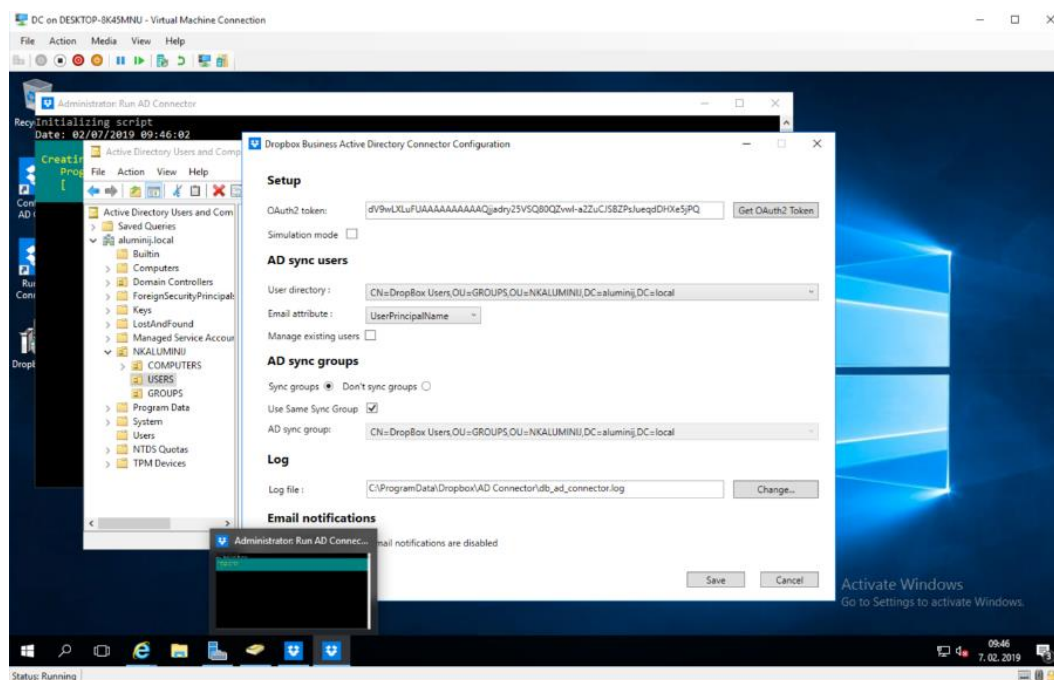 DC on DESKTOP-8K45MNU - Virtual Machine Connection
File Action Media View Help
Administrator: Run AD Connector
Initializing script
Date: 02/07/2019 09:46:02
Active Directory Users and Comp
File Action View Help
Active Directory Users and Com
Saved Queries
aluminij.local
Builtin
Computers
Domain Controllers
ForeignSecurityPrincipals
Keys
LostAndFound
Managed Service Accour
NKALUMINIJ
COMPUTERS
USERS
GROUPS
Program Data
System
Users
NTDS Quotas
TPM Devices
Dropbox Business Active Directory Connector Configuration
Setup
OAuth2 token:
Get OAuth2 Token
Simulation mode
AD sync users
User directory :
CN=DropBox Users,OU=GROUPS,OU=NKALUMINIJ,DC=aluminij,DC=local
Email attribute :
UserPrincipalName
Manage existing users
AD sync groups
Sync groups Don't sync groups
Use Same Sync Group
AD sync group:
CN=DropBox Users,OU=GROUPS,OU=NKALUMINIJ,DC=aluminij,DC=local
Log
Log file :
C:\ProgramData\Dropbox\AD Connector\db_ad_connector.log
Change...
Email notifications
mail notifications are disabled
Save Cancel
Administrator: Run AD Connec...
Activate Windows
Go to Settings to activate Windows.
09:46
7. 02. 2019
Status: Running